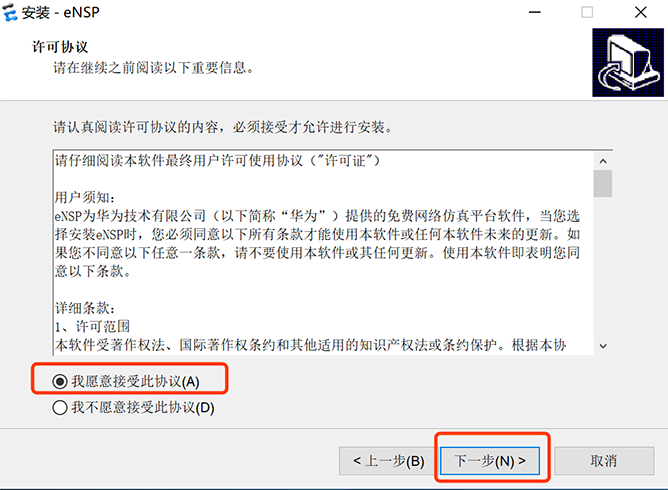 安装 - eNSP
许可协议
请在继续之前阅读以下重要信息。
请认真阅读许可协议的内容，必须接受才允许进行安装。
请仔细阅读本软件最终用户许可使用协议（"许可证"）
用户须知：
eNSP为华为技术有限公司（以下简称“华为”）提供的免费网络仿真平台软件，当您选
择安装eNSP时，您必须同意以下所有条款才能使用本软件或任何本软件未来的更新。如
果您不同意以下任意一条款，请不要使用本软件或其任何更新。使用本软件即表明您同
意以下条款。
详细条款：
1、许可范围
本软件受著作权法、国际著作权条约和其他适用的知识产权法或条约保护。根据本协
我愿意接受此协议(A)
我不愿意接受此协议(D)
< 上一步(B)
下一步(N) >
取消